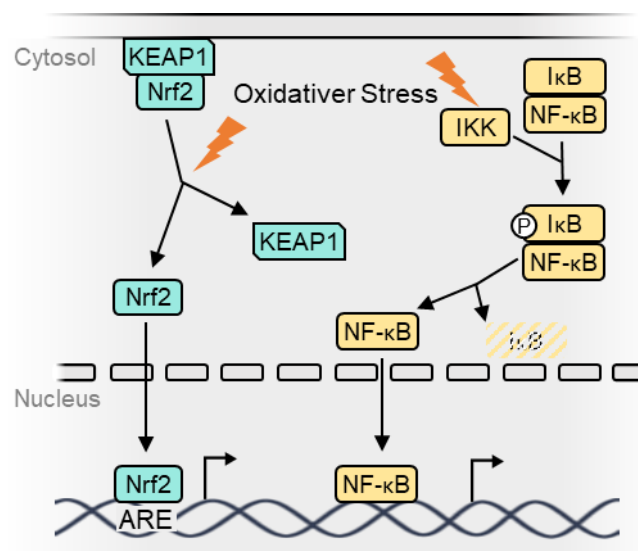 Cytosol
KEAP1
Nrf2
Oxidativer Stress
IκB
NF-κB
IKK
P
IκB
NF-κB
KEAP1
Nrf2
NF-κB
IκB
Nucleus
Nrf2
ARE
NF-κB